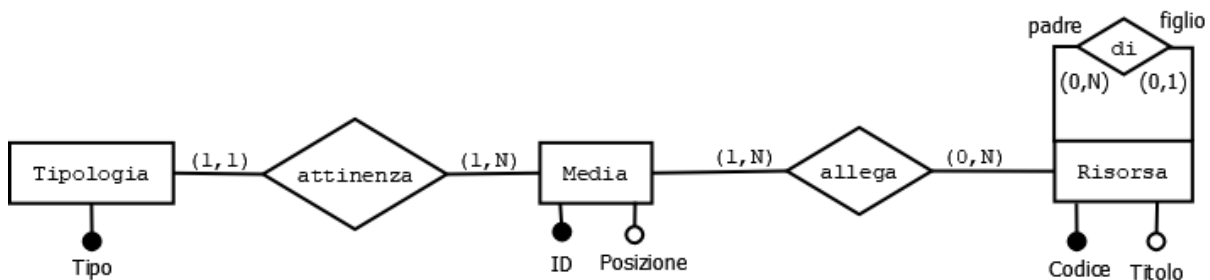 padre
figlio
di
(0,N)
(0,1)
Tipologia
(1,1)
attinenza
(1,N)
Media
(1,N)
allega
(0,N)
Risorsa
Tipo
ID
Posizione
Codice
Titolo